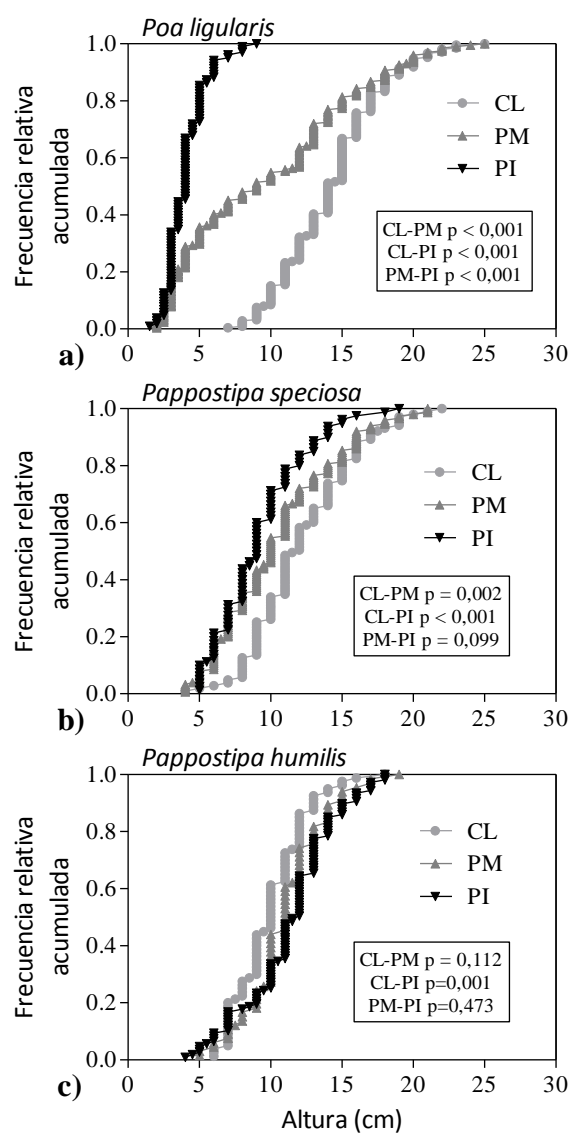 Poa ligularis
1.0
0.8
0.6
0.4
0.2
0.0
Frecuencia relativa
acumulada
CL
PM
PI
CL-PM p < 0,001
CL-PI p < 0,001
PM-PI p < 0,001
a)
0 5 10 15 20 25 30
Pappostipa speciosa
1.0
0.8
0.6
0.4
0.2
0.0
Frecuencia relativa
acumulada
CL
PM
PI
CL-PM p = 0,002
CL-PI p < 0,001
PM-PI p = 0,099
b)
0 5 10 15 20 25 30
Pappostipa humilis
1.0
0.8
0.6
0.4
0.2
0.0
Frecuencia relativa
acumulada
CL
PM
PI
CL-PM p = 0,112
CL-PI p=0,001
PM-PI p=0,473
c)
0 5 10 15 20 25 30
Altura (cm)